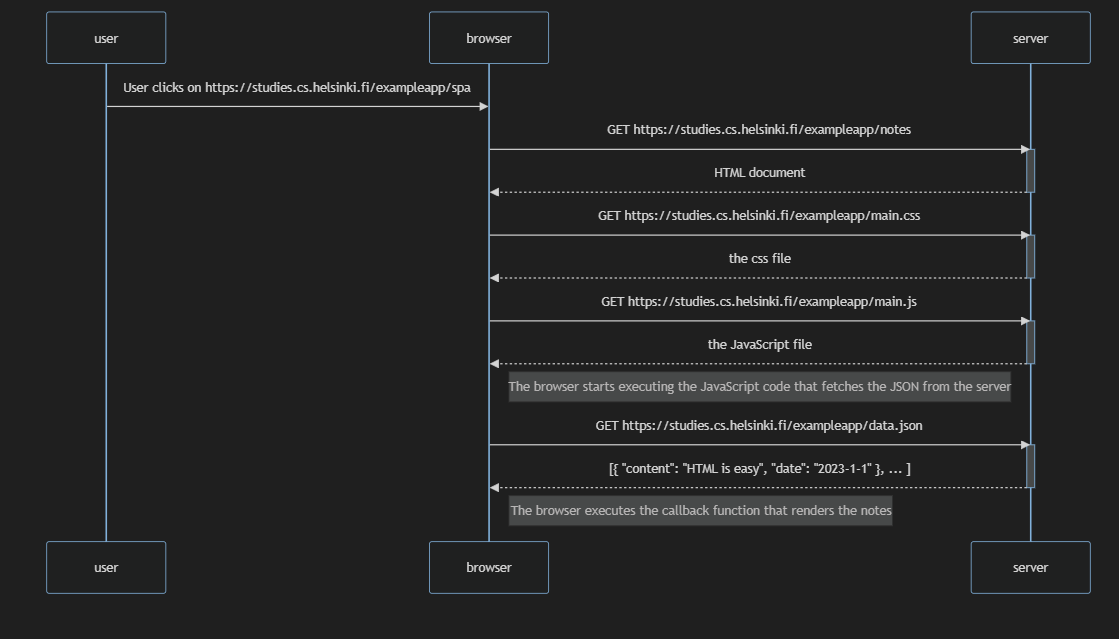 user
browser
server
User clicks on https://studies.cs.helsinki.fi/exampleapp/spa
GET https://studies.cs.helsinki.fi/exampleapp/notes
HTML document
GET https://studies.cs.helsinki.fi/exampleapp/main.css
the css file
GET https://studies.cs.helsinki.fi/exampleapp/main.js
the JavaScript file
The browser starts executing the JavaScript code that fetches the JSON from the server
GET https://studies.cs.helsinki.fi/exampleapp/data.json
[{ "content": "HTML is easy", "date": "2023-1-1" }, ... ]
The browser executes the callback function that renders the notes
user
browser
server